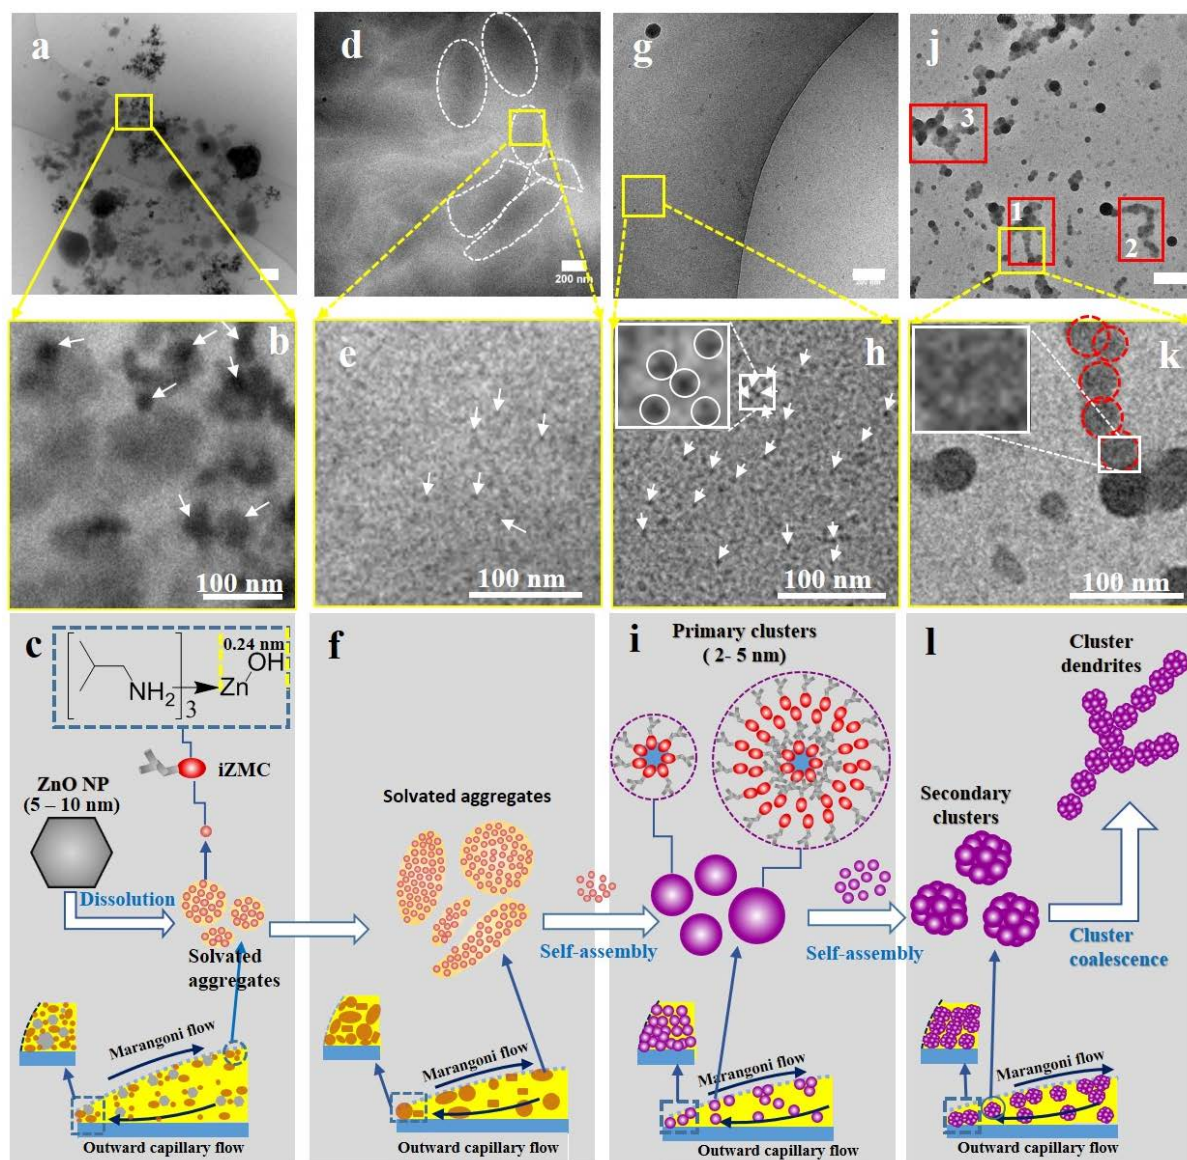 a
d
200 nm
g
200 nm
j
3
1
2
b
100 nm
e
100 nm
h
100 nm
k
100 nm
c
0.24 nm
NH2
3
Zn
OH
iZMC
ZnO NP
(5 – 10 nm)
Dissolution
Solvated
aggregates
Marangoni flow
Outward capillary flow
f
Solvated aggregates
Self-assembly
Marangoni flow
Outward capillary flow
i
Primary clusters
( 2- 5 nm)
Self-assembly
Marangoni flow
Outward capillary flow
l
Cluster
dendrites
Secondary
clusters
Cluster
coalescence
Marangoni flow
Outward capillary flow